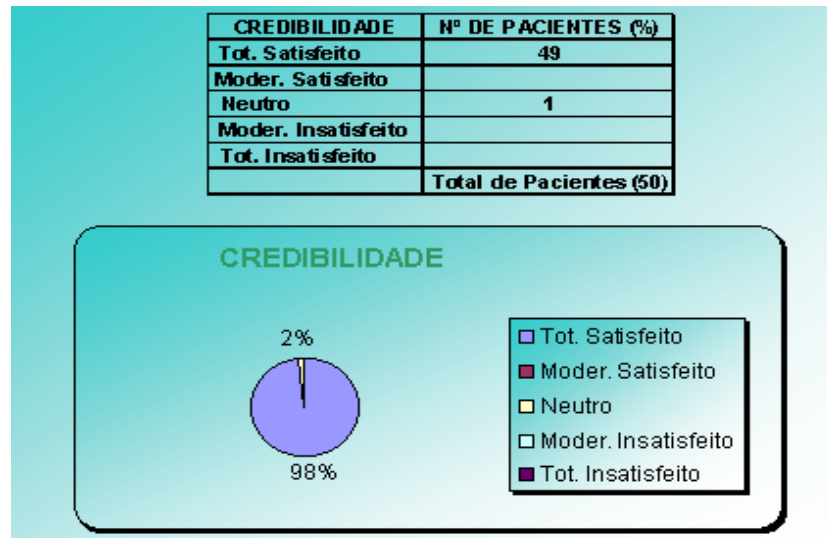 CREDIBILIDADE Nº DE PACIENTES (%)
Tot. Satisfeito 49
Moder. Satisfeito
Neutro 1
Moder. Insatisfeito
Tot. Insatisfeito
Total de Pacientes (50)
CREDIBILIDADE
2%
98%
Tot. Satisfeito
Moder. Satisfeito
Neutro
Moder. Insatisfeito
Tot. Insatisfeito